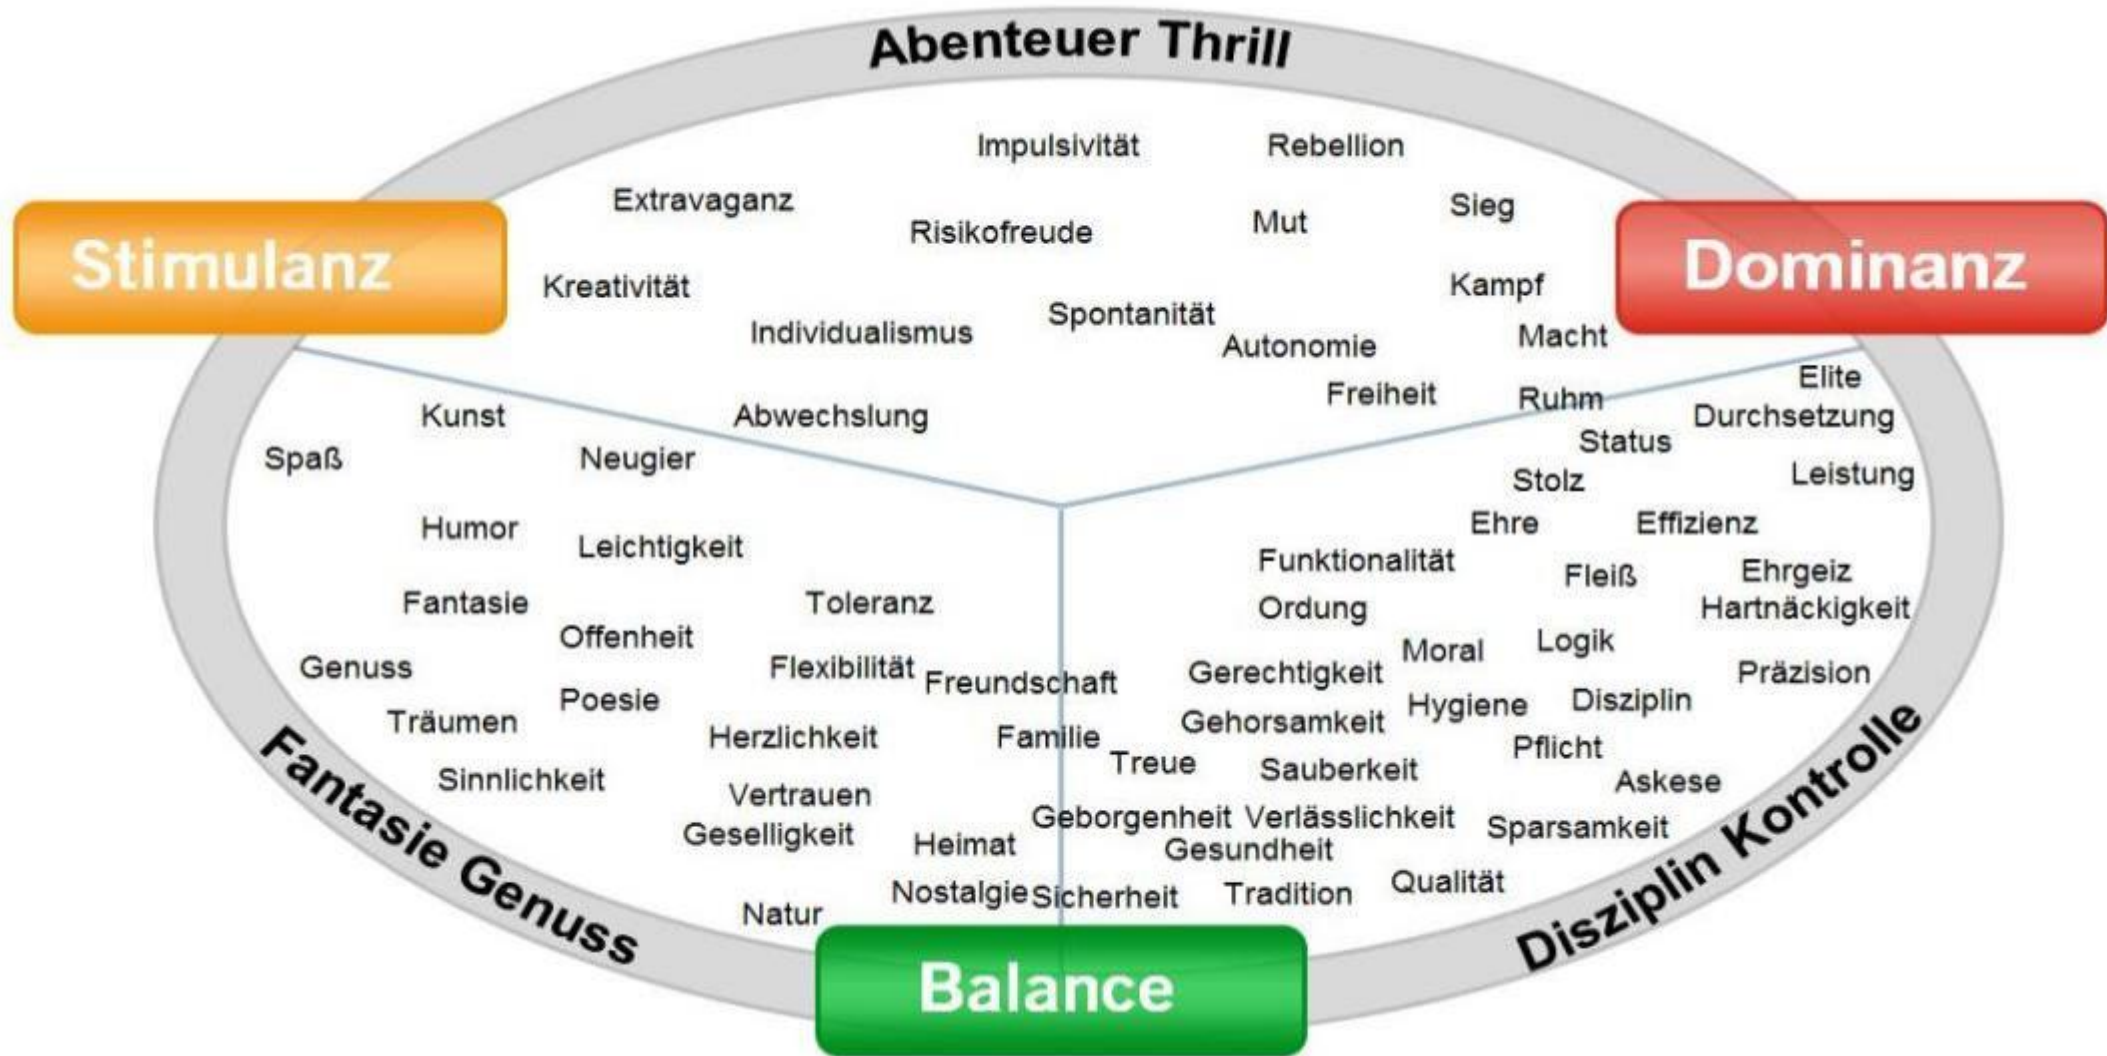 Abenteuer Thrill
Impulsivität
Rebellion
Extravaganz
Sieg
Risikofreude
Mut
Stimulanz
Dominanz
Kreativität
Kampf
Spontanität
Individualismus
Autonomie
Macht
Elite
Freiheit
Ruhm
Kunst
Abwechslung
Durchsetzung
Status
Spaß
Neugier
Stolz
Leistung
Humor
Ehre
Effizienz
Leichtigkeit
Funktionalität
Fleiß
Ehrgeiz
Fantasie
Toleranz
Ordung
Hartnäckigkeit
Offenheit
Moral
Logik
Genuss
Flexibilität
Freundschaft
Gerechtigkeit
Präzision
Poesie
Hygiene
Disziplin
Träumen
Herzlichkeit
Familie
Gehorsamkeit
Pflicht
Treue
Sauberkeit
Sinnlichkeit
Askese
Vertrauen
Geborgenheit
Verlässlichkeit
Sparsamkeit
Geselligkeit
Heimat
Gesundheit
Nostalgie
Sicherheit
Tradition
Qualität
Natur
Fantasie Genuss
Disziplin Kontrolle
Balance